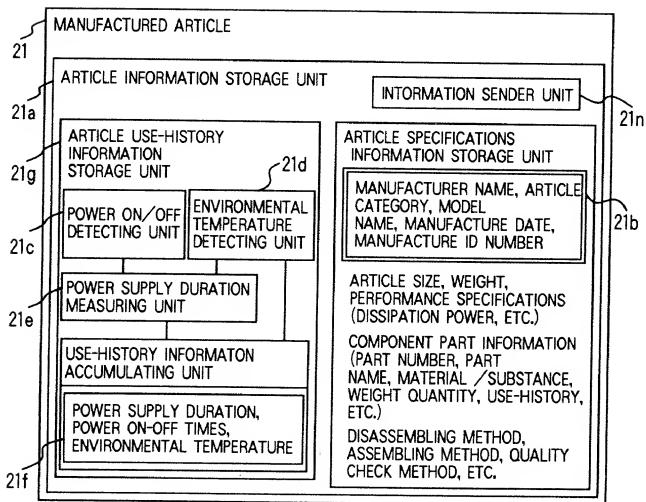 MANUFACTURED ARTICLE
21
ARTICLE INFORMATION STORAGE UNIT
21a
INTORMATION SENDER UNIT
21n
ARTICLE USE-HISTORY
INFORMATION
STORAGE UNIT
21g
21d
POWER ON/OFF
DETECTING UNIT
21c
ENVIRONMENTAL
TEMPERATURE
DETECTING UNIT
POWER SUPPLY DURATION
MEASURING UNIT
21e
USE-HISTORY INFORMATON
ACCUMULATING UNIT
POWER SUPPLY DURATION,
POWER ON-OFF TIMES,
ENVIRONMENTAL TEMPERATURE
21f
ARTICLE SPECIFICATIONS
INFORMATION STORAGE UNIT
MANUFACTURER NAME, ARTICLE
CATEGORY, MODEL
NAME, MANUFACTURE DATE,
MANUFACTURE ID NUMBER
21b
ARTICLE SIZE, WEIGHT,
PERFORMANCE SPECIFICATIONS
(DISSIPATION POWER, ETC.)
COMPONENT PART INFORMATION
(PART NUMBER, PART
NAME, MATERIAL /SUBSTANCE,
WEIGHT QUANTITY, USE-HISTORY,
ETC.)
DISASSEMBLING METHOD,
ASSEMBLING METHOD, QUALITY
CHECK METHOD, ETC.